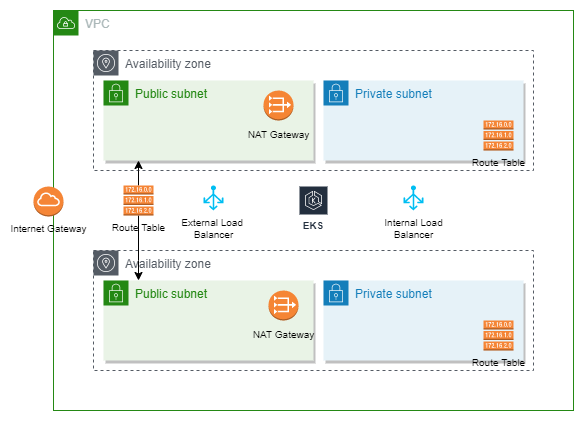 VPC
Availability zone
Public subnet
Private subnet
NAT Gateway
172.16.0.0
172.16.1.0
172.16.2.0
Route Table
Internet Gateway
172.16.0.0
172.16.1.0
172.16.2.0
Route Table
External Load
Balancer
EKS
Internal Load
Balancer
Availability zone
Public subnet
Private subnet
NAT Gateway
172.16.0.0
172.16.1.0
172.16.2.0
Route Table